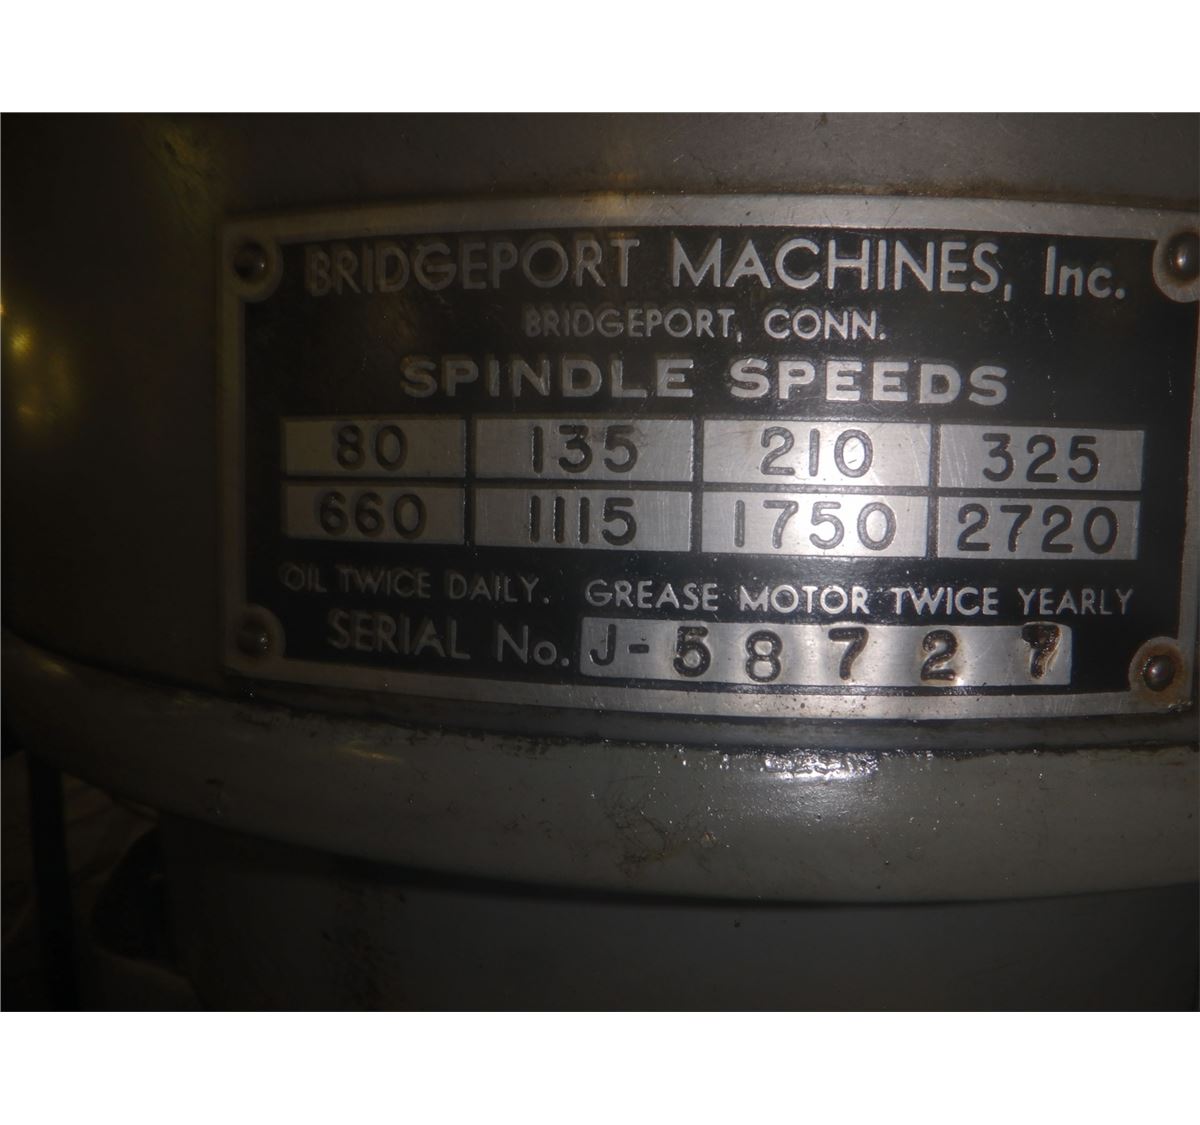 BRIDGEPORT MACHINES, Inc.
BRIDGEPORT, CONN.
SPINDLE SPEEDS
80 135 210 325
660 1115 1750 2720
OIL TWICE DAILY. GREASE MOTOR TWICE YEARLY
SERIAL No. J-58727